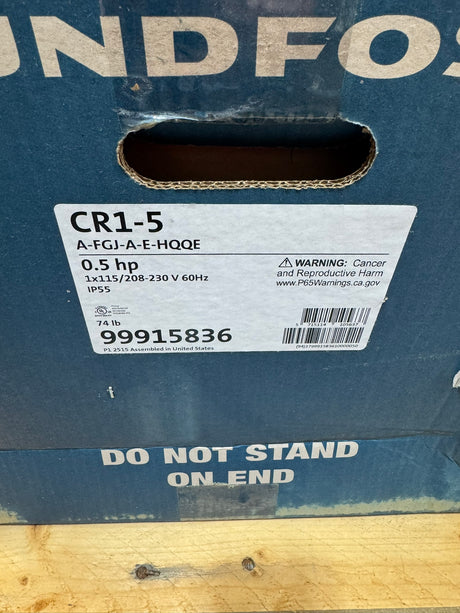 UNDFOS
CR1-5
A-FGJ-A-E-HQQE
0.5 hp
1x115/208-230 V 60Hz
IP55
WARNING: Cancer
and Reproductive Harm
www.P65Warnings.ca.gov
74 lb
99915836
P1 2515 Assembled in United States
DO NOT STAND
ON END